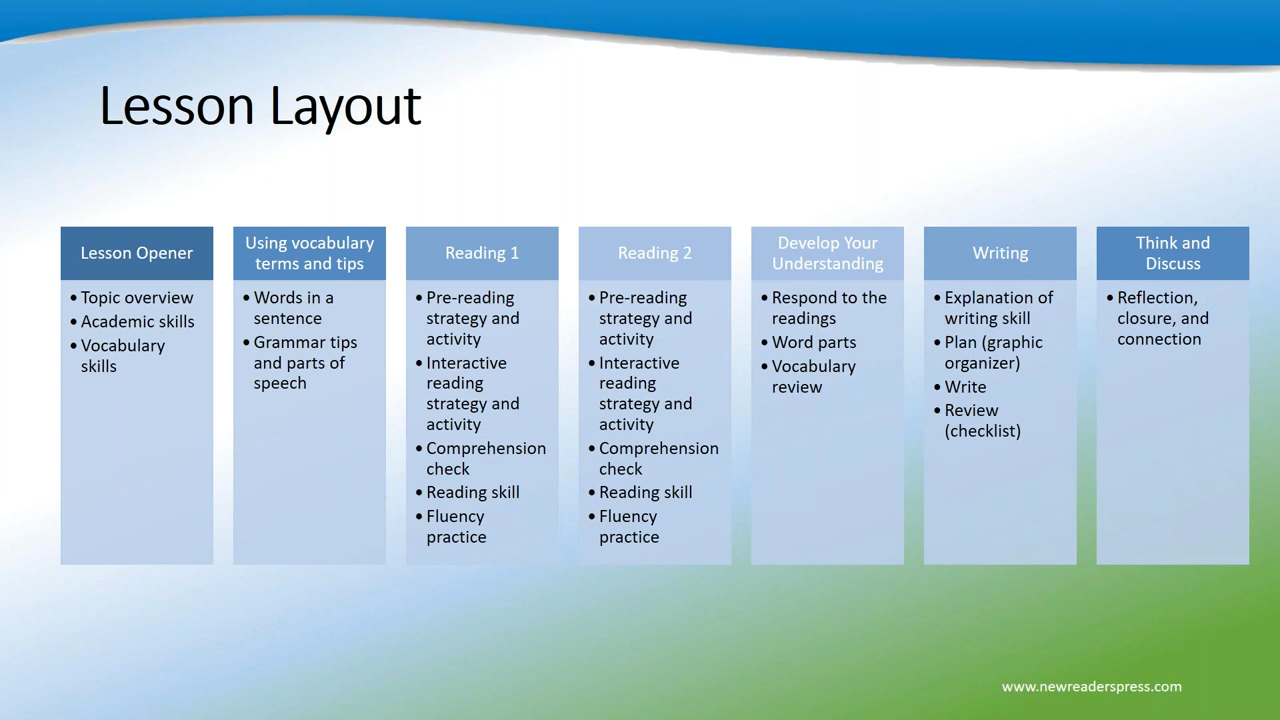 Lesson Layout
Lesson Opener
• Topic overview
• Academic skills
• Vocabulary
skills
Using vocabulary
terms and tips
• Words in a
sentence
• Grammar tips
and parts of
speech
Reading 1
• Pre-reading
strategy and
activity
• Interactive
reading
strategy and
activity
• Comprehension
check
• Reading skill
• Fluency
practice
Reading 2
• Pre-reading
strategy and
activity
• Interactive
reading
strategy and
activity
• Comprehension
check
• Reading skill
• Fluency
practice
Develop Your
Understanding
• Respond to the
readings
• Word parts
• Vocabulary
review
Writing
• Explanation of
writing skill
• Plan (graphic
organizer)
• Write
• Review
(checklist)
Think and
Discuss
• Reflection,
closure, and
connection
www.newreaderspress.com